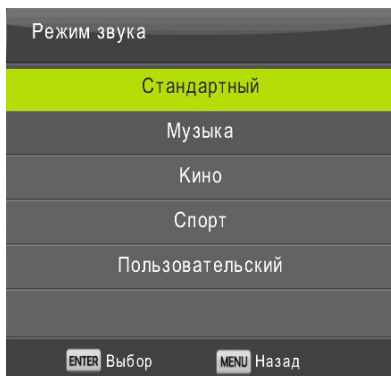 Режим звука
Стандартный
Музыка
Кино
Спорт
Пользовательский
ENTER Выбор MENU Назад